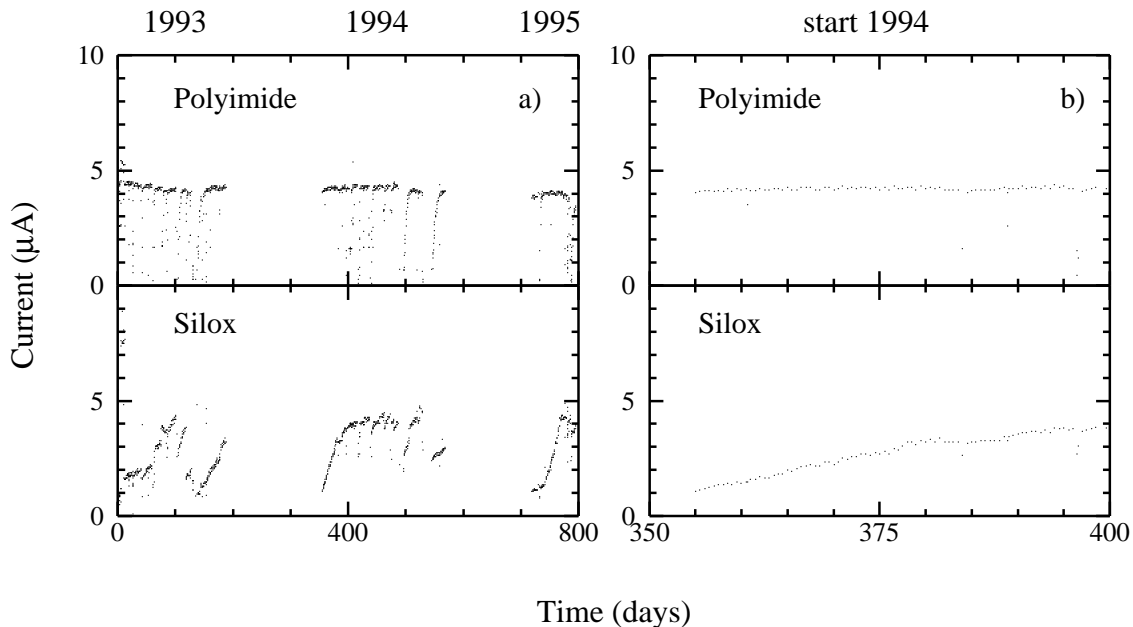 1993 1994 1995 start 1994
10 10
Polyimide a) Polyimide b)
5 5
0 0
Silox Silox
5 5
0 0
0 400 800 350 375 400
Current (μA)
Time (days)